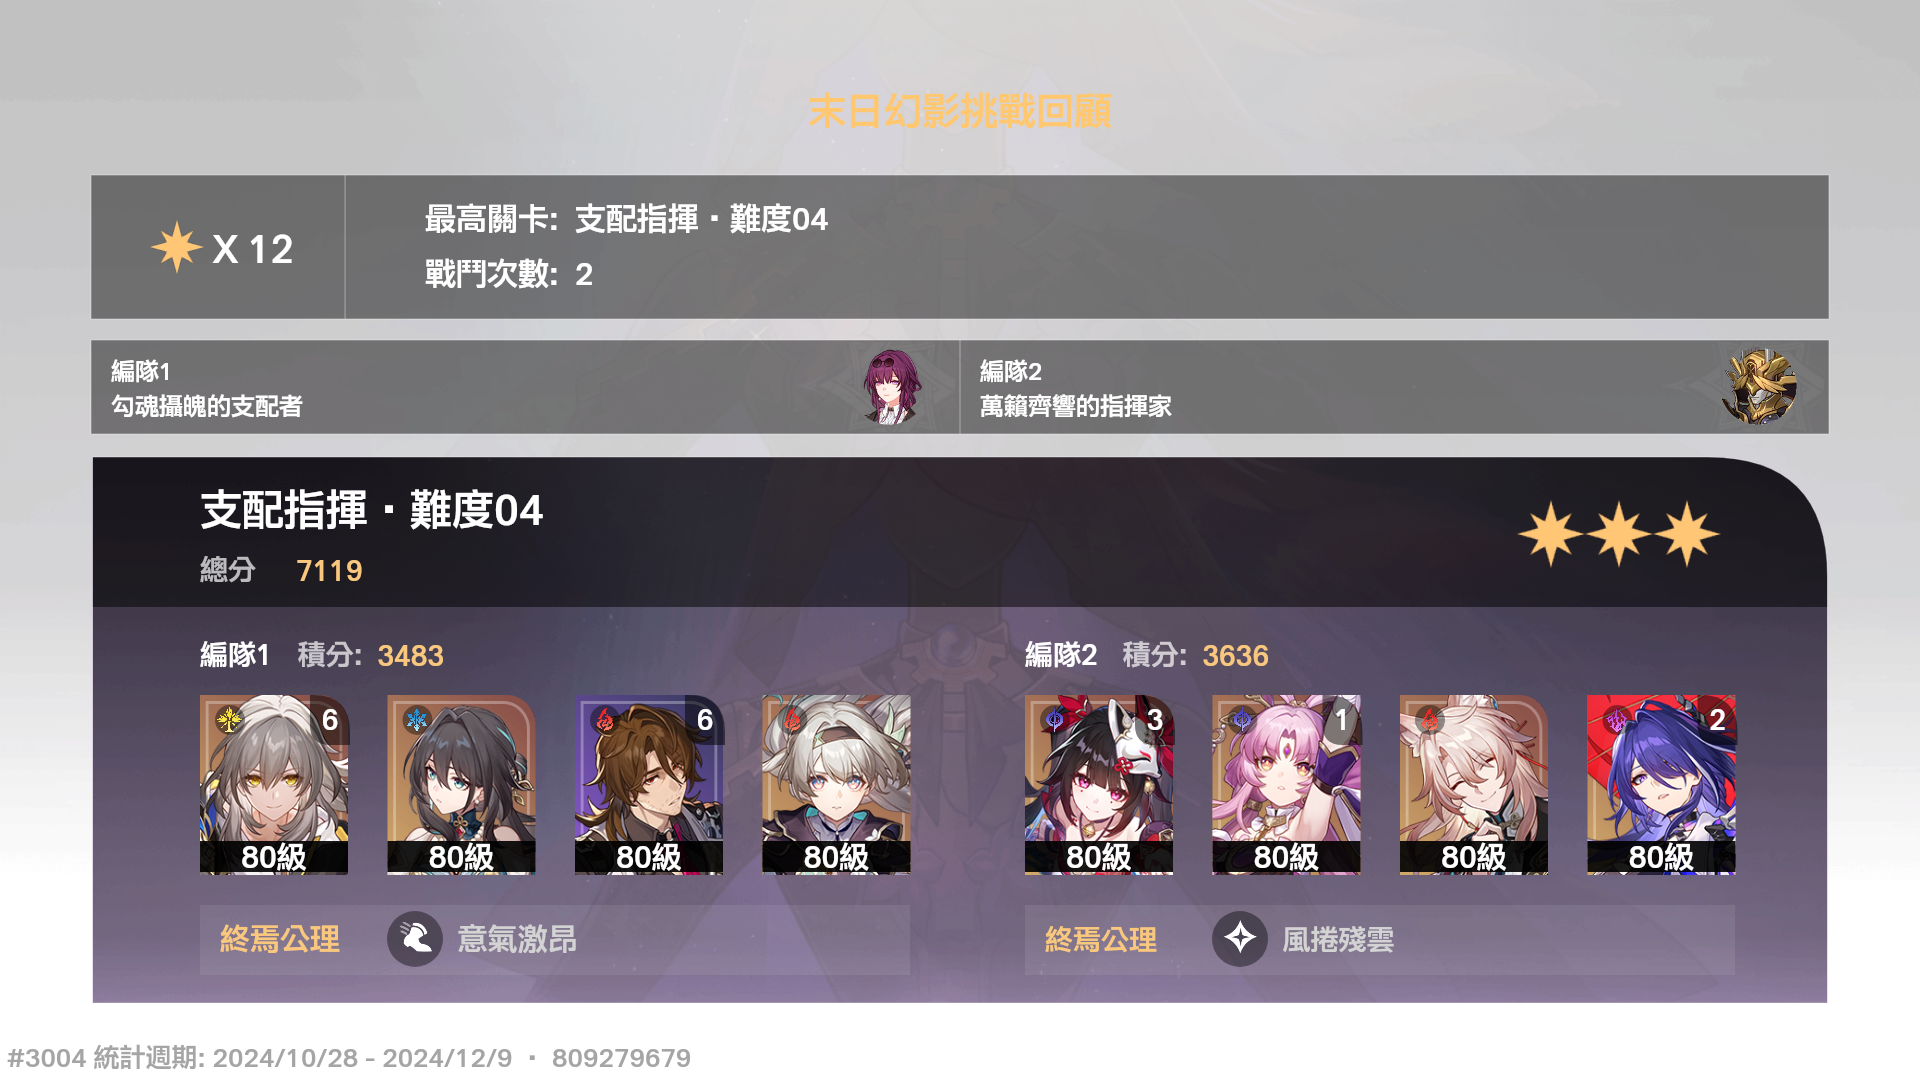 末日幻影挑戰回顧
X 12
最高關卡: 支配指揮・難度04
戰鬥次數: 2
編隊1
勾魂攝魄的支配者
編隊2
萬籟齊響的指揮家
支配指揮・難度04
總分 7119
編隊1 積分: 3483
編隊2 積分: 3636
6
6
3
1
2
80級
80級
80級
80級
80級
80級
80級
80級
終焉公理 意氣激昂
終焉公理 風捲殘雲
#3004 統計週期: 2024/10/28 - 2024/12/9 ・ 809279679